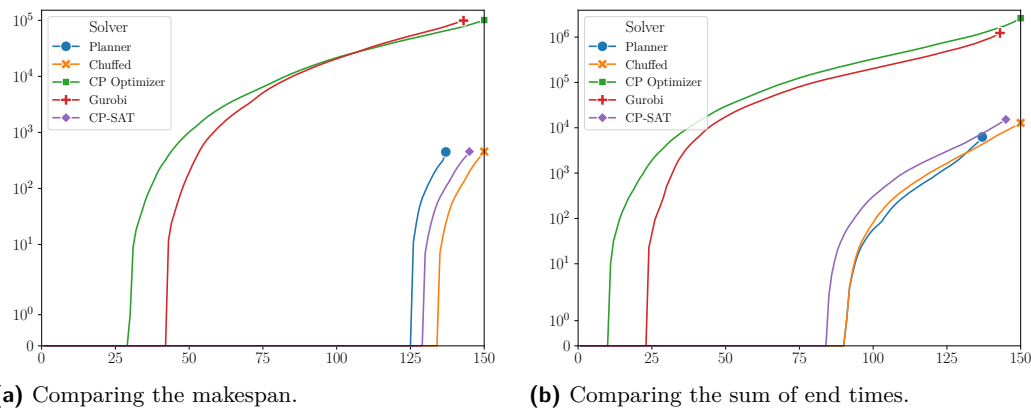 10^5
10^4
10^3
10^2
10^1
10^0
0
Solver
Planner
Chuffed
CP Optimizer
Gurobi
CP-SAT
0 25 50 75 100 125 150
(a) Comparing the makespan.
10^6
10^5
10^4
10^3
10^2
10^1
10^0
0
Solver
Planner
Chuffed
CP Optimizer
Gurobi
CP-SAT
0 25 50 75 100 125 150
(b) Comparing the sum of end times.